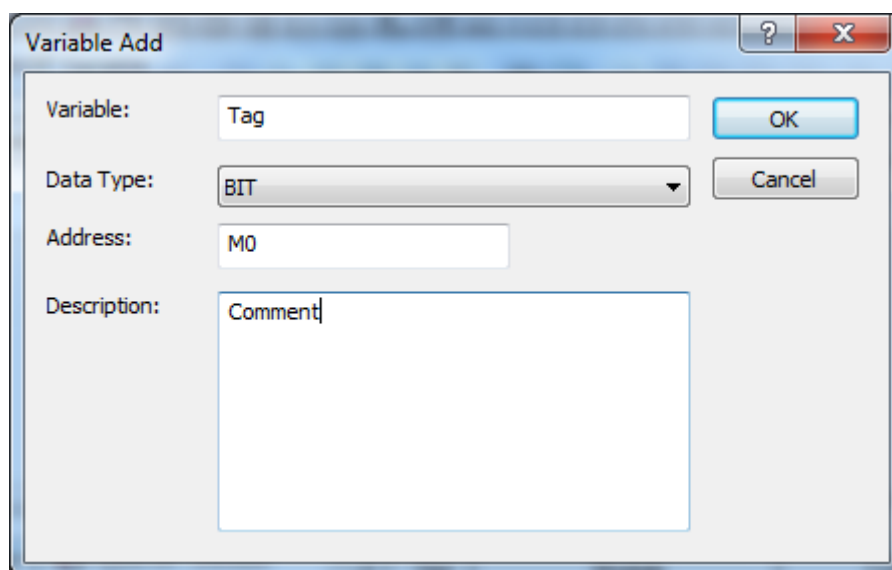 Variable Add
?
Variable: Tag OK
Data Type: BIT Cancel
Address: M0
Description: Comment